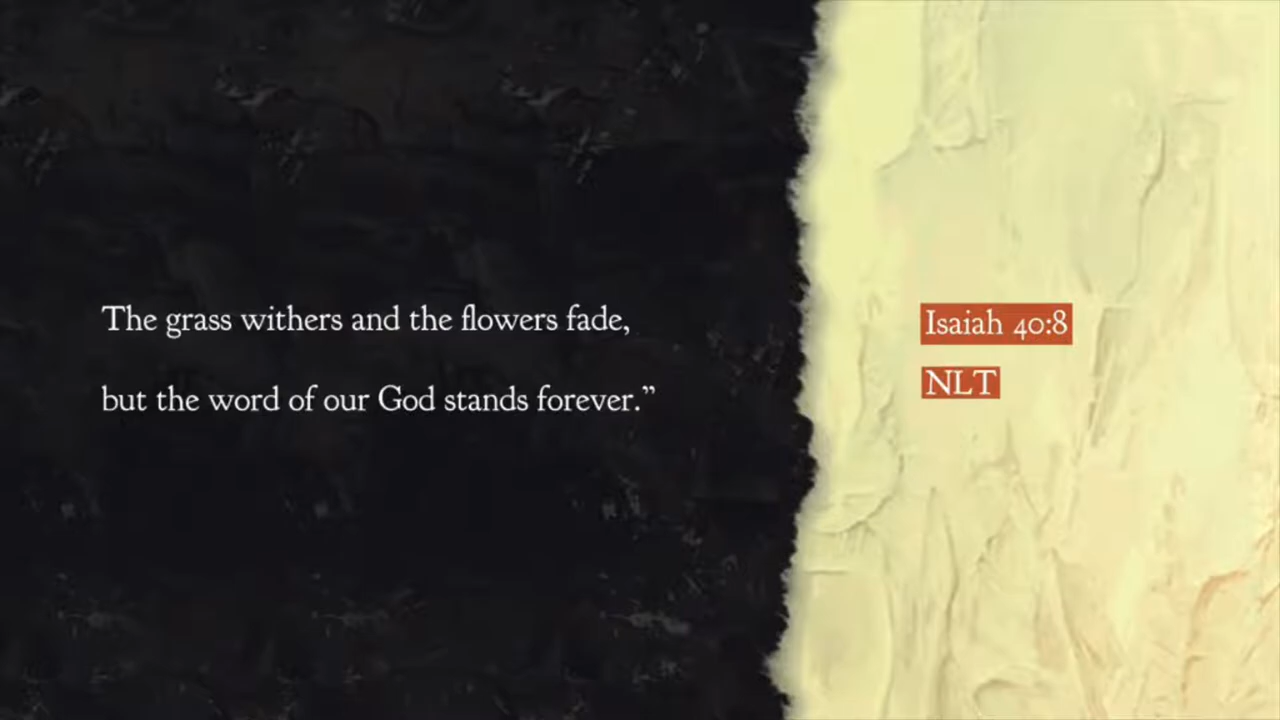 The grass withers and the flowers fade,
but the word of our God stands forever.”
Isaiah 40:8
NLT